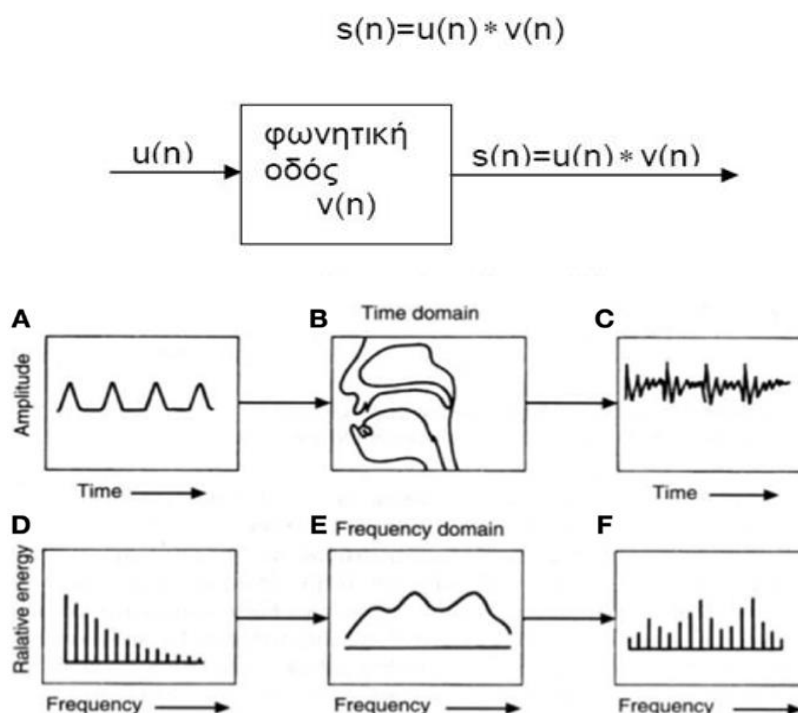 s(n)=u(n) * v(n)
u(n)
φωνητική
οδός
v(n)
s(n)=u(n) * v(n)
A
B
Time domain
C
Amplitude
Time
Time
D
E
Frequency domain
F
Ralative energy
Frequency
Frequency
Frequency